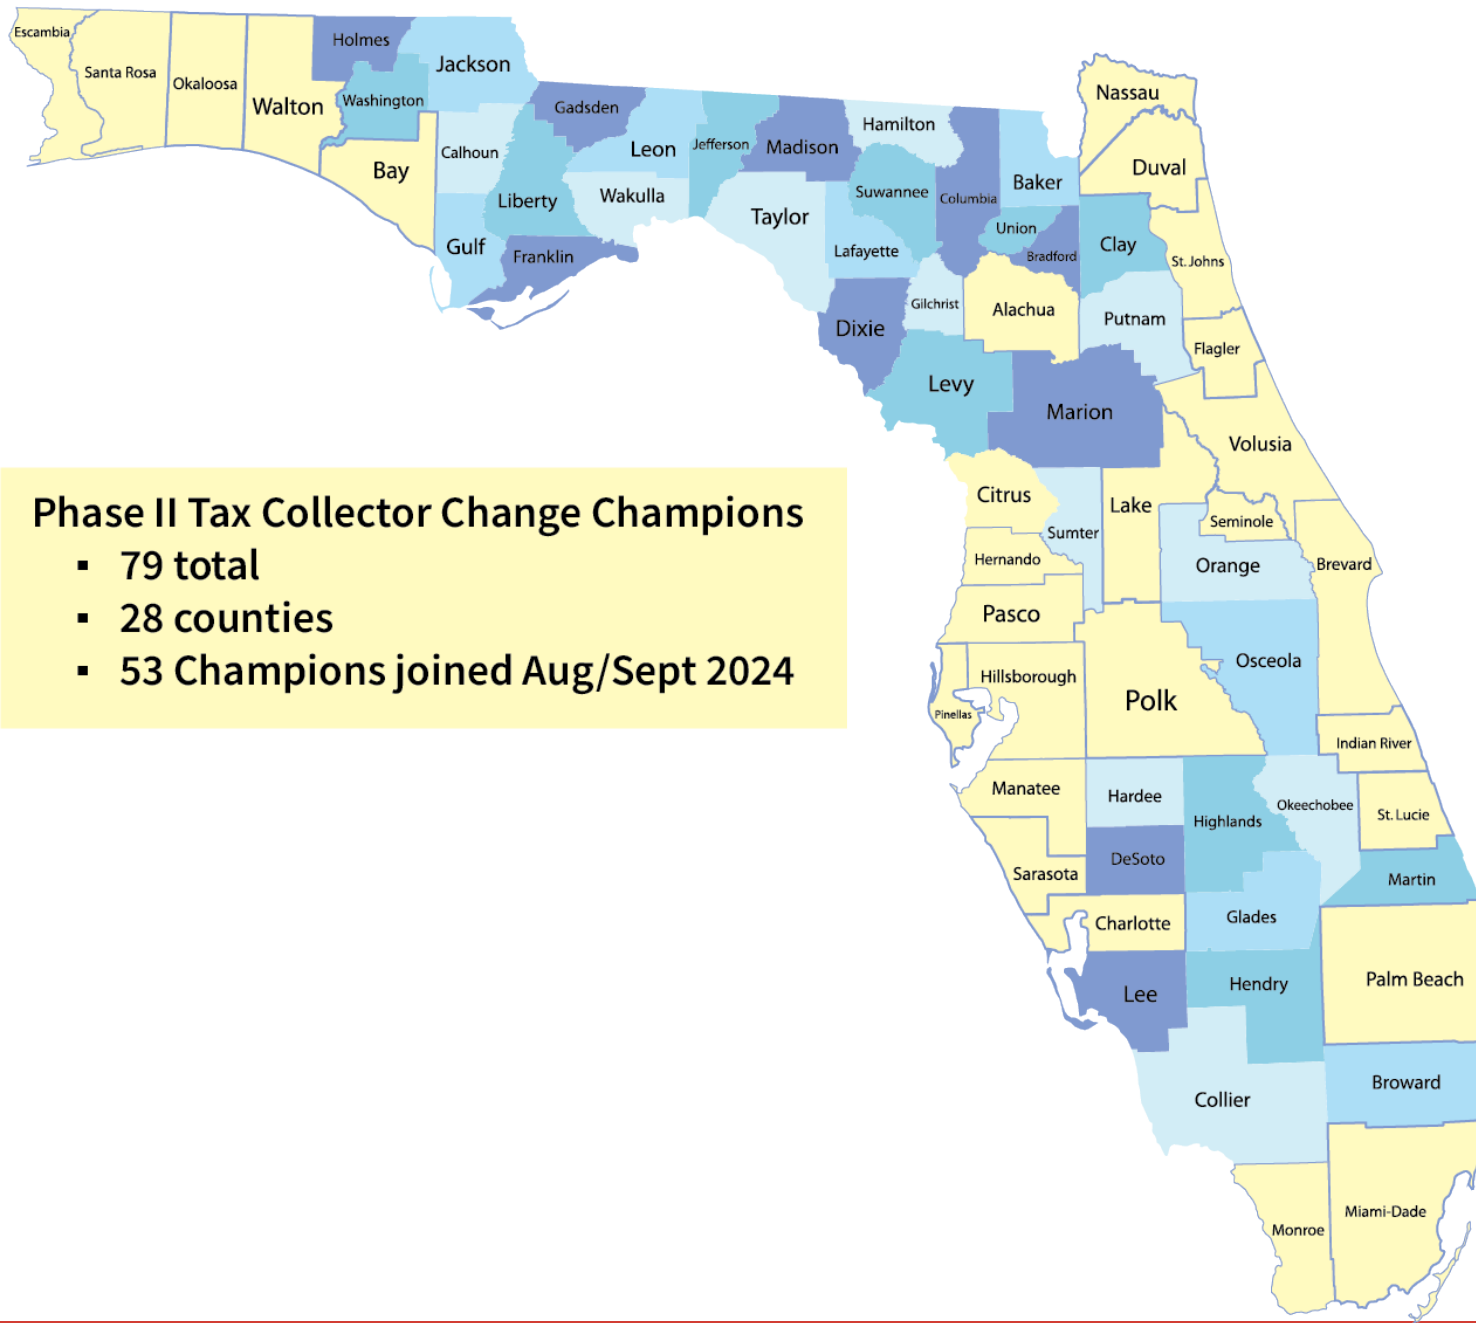 Escambia
Santa Rosa
Okaloosa
Walton
Holmes
Washington
Jackson
Bay
Calhoun
Gulf
Liberty
Gadsden
Franklin
Leon
Wakulla
Jefferson
Madison
Taylor
Hamilton
Suwannee
Lafayette
Columbia
Baker
Union
Bradford
Nassau
Duval
Clay
St. Johns
Dixie
Gilchrist
Alachua
Putnam
Flagler
Levy
Marion
Volusia
Citrus
Sumter
Lake
Seminole
Orange
Brevard
Hernando
Pasco
Phase II Tax Collector Change Champions
▪ 79 total
▪ 28 counties
▪ 53 Champions joined Aug/Sept 2024
Pinellas
Hillsborough
Polk
Osceola
Indian River
Manatee
Hardee
Highlands
Okeechobee
St. Lucie
Sarasota
DeSoto
Martin
Charlotte
Glades
Lee
Hendry
Palm Beach
Collier
Broward
Monroe
Miami-Dade